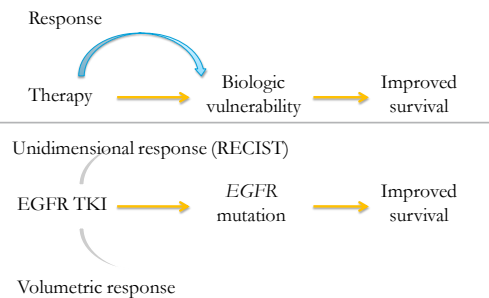 Response
Therapy
Biologic
vulnerability
Improved
survival
Unidimensional response (RECIST)
EGFR TKI
EGFR
mutation
Improved
survival
Volumetric response